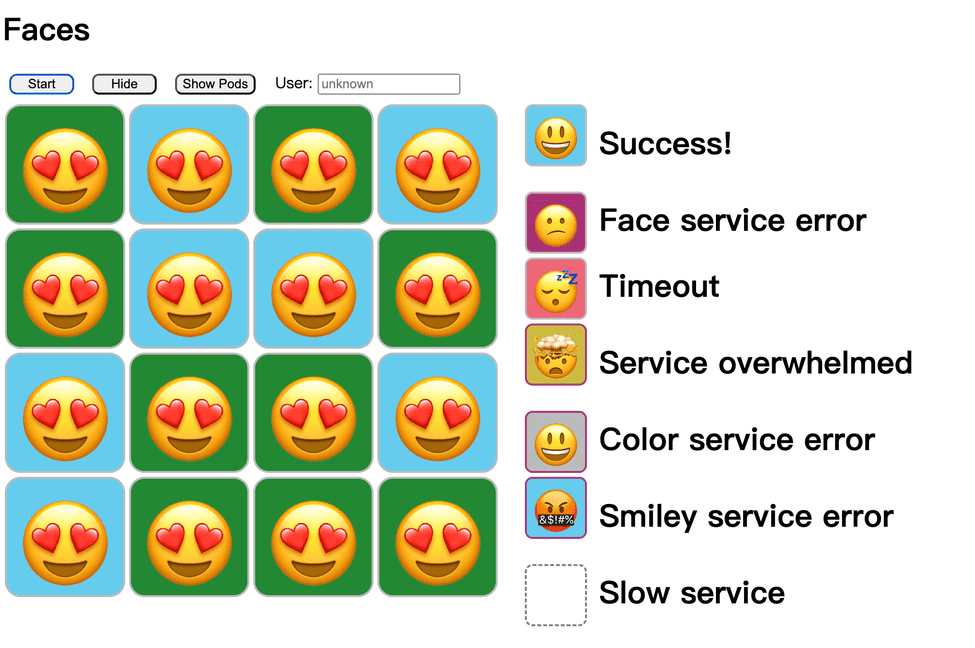 Faces
Start Hide Show Pods User: unknown
Success!
Face service error
zzZ
Timeout
Service overwhelmed
Color service error
&$!#%
Smiley service error
Slow service